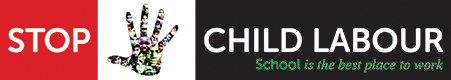 STOP
CHILD LABOUR
School is the best place to work